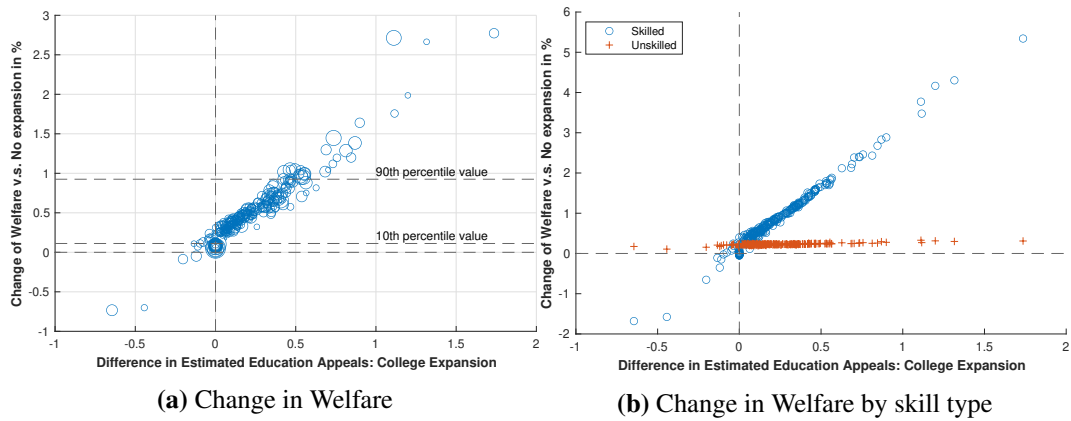 Change of Welfare v.s. No expansion in %
3
2.5
2
1.5
1
0.5
0
-0.5
-1
90th percentile value
10th percentile value
-1 -0.5 0 0.5 1 1.5 2
Difference in Estimated Education Appeals: College Expansion
(a) Change in Welfare
Change of Welfare v.s. No expansion in %
6
5
4
3
2
1
0
-1
-2
Skilled
Unskilled
-1 -0.5 0 0.5 1 1.5 2
Difference in Estimated Education Appeals: College Expansion
(b) Change in Welfare by skill type